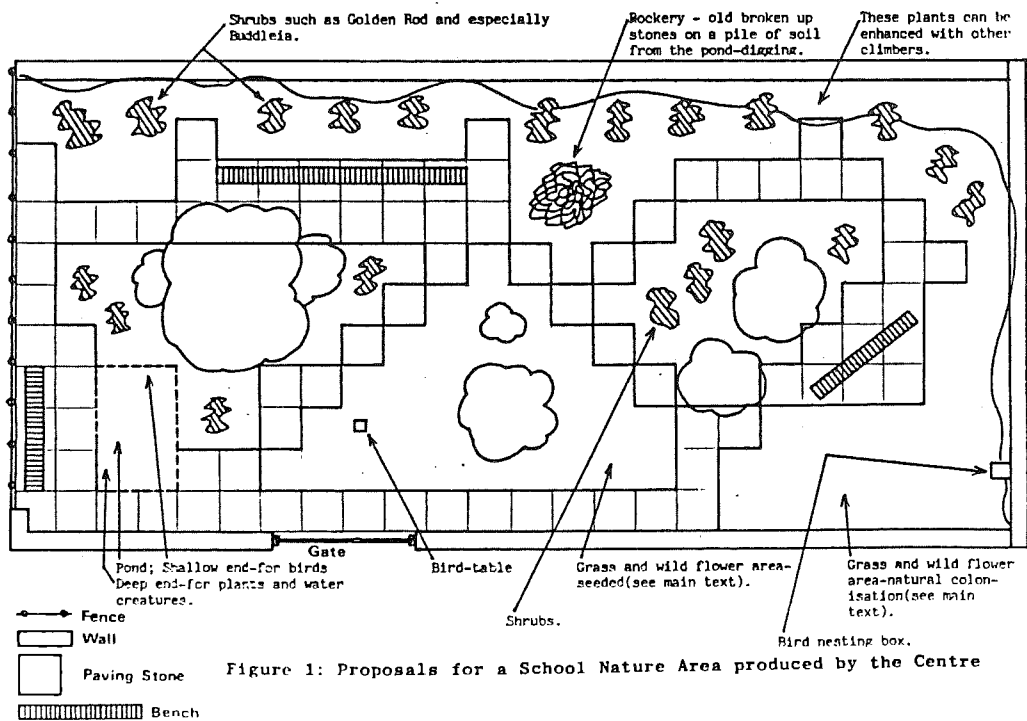 Shrubs such as Golden Rod and especially
Buddleia.
Rockery - old broken up
stones on a pile of soil
from the pond-digging.
These plants can be
enhanced with other
climbers.
Gate
Pond; Shallow end-for birds
Deep end-for plants and water
creatures.
Bird-table
Grass and wild flower area-
seeded(see main text).
Grass and wild flower
area-natural colon-
isation(see main
text).
Shrubs.
Bird nesting box.
Fence
Wall
Paving Stone
Bench
Figure 1: Proposals for a School Nature Area produced by the Centre